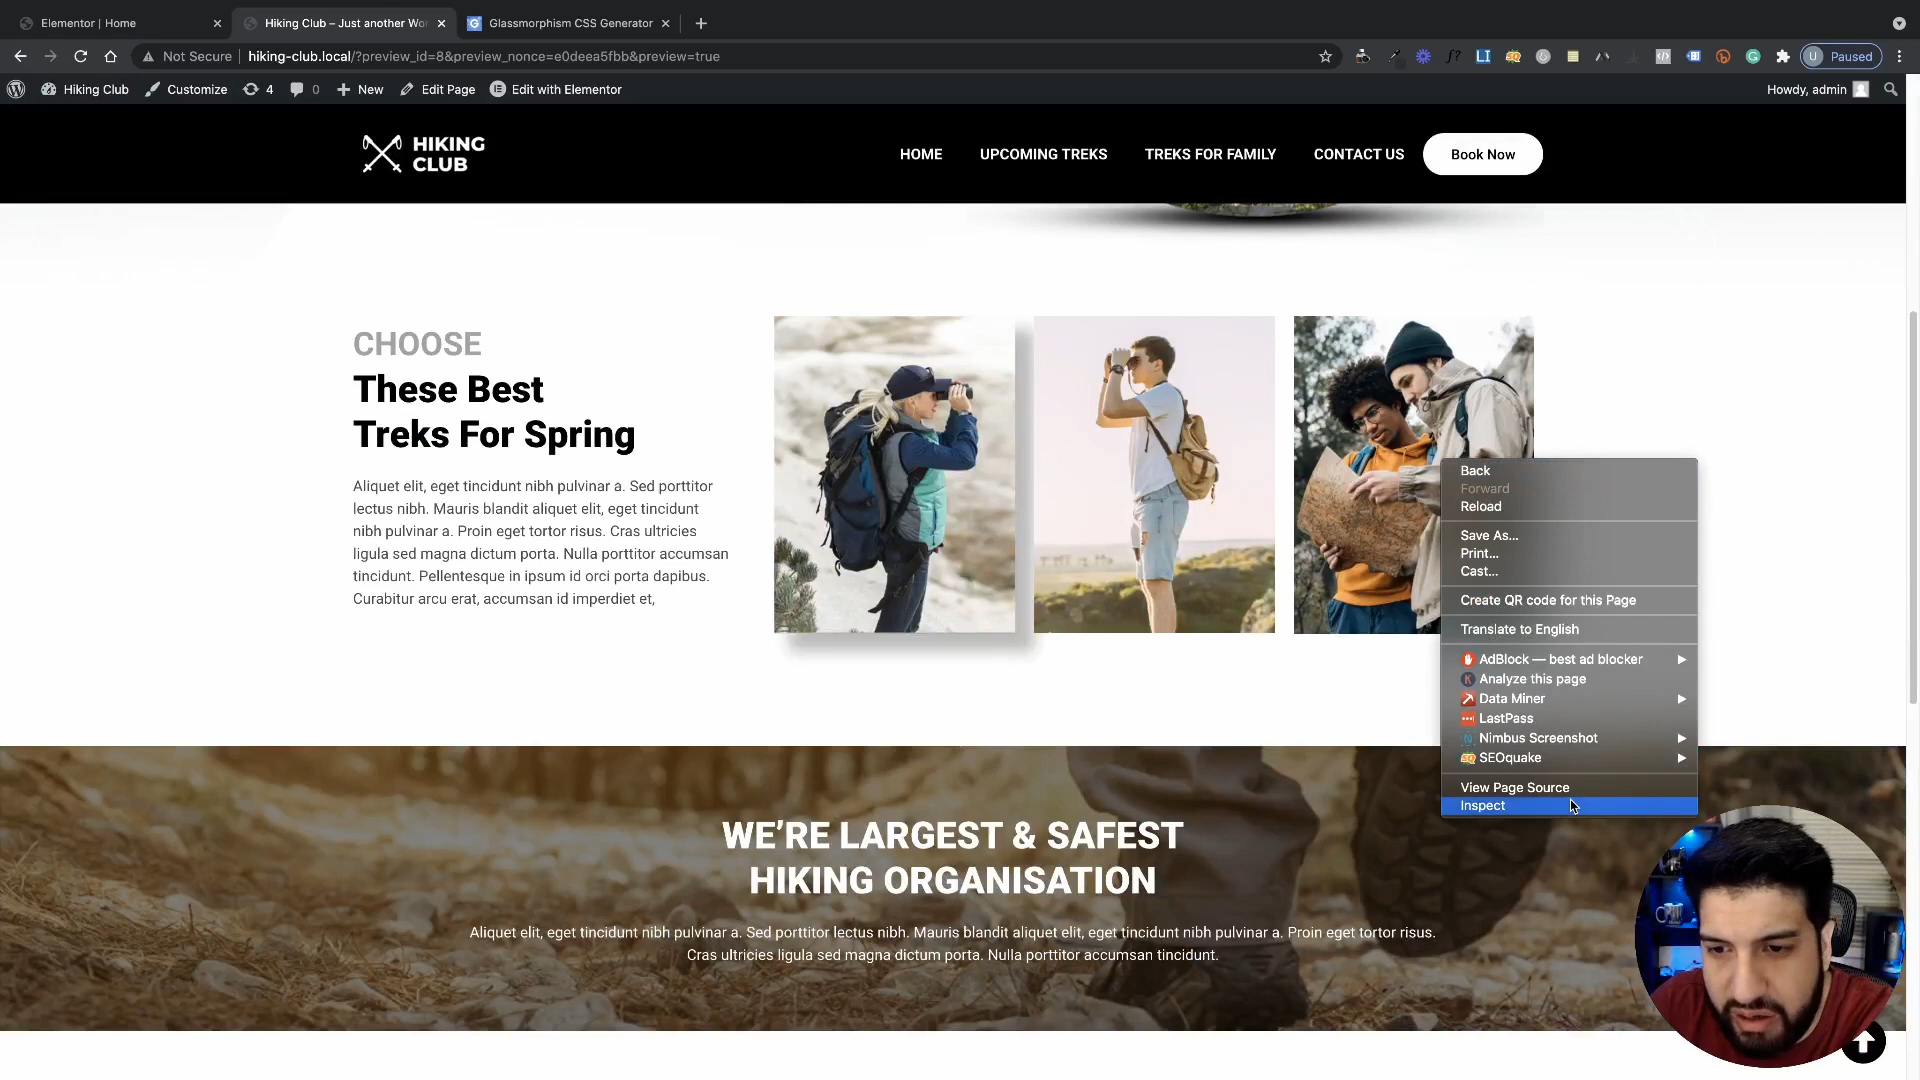 Elementor | Home
Hiking Club – Just another Wo
Glassmorphism CSS Generator
Not Secure
hiking-club.local/?preview_id=8&preview_nonce=e0deea5fbb&preview=true
f?
LI
U
Paused
Hiking Club
Customize
4
0
New
Edit Page
Edit with Elementor
Howdy, admin
HIKING
CLUB
HOME
UPCOMING TREKS
TREKS FOR FAMILY
CONTACT US
Book Now
CHOOSE
These Best
Treks For Spring
Aliquet elit, eget tincidunt nibh pulvinar a. Sed porttitor
lectus nibh. Mauris blandit aliquet elit, eget tincidunt
nibh pulvinar a. Proin eget tortor risus. Cras ultricies
ligula sed magna dictum porta. Nulla porttitor accumsan
tincidunt. Pellentesque in ipsum id orci porta dapibus.
Curabitur arcu erat, accumsan id imperdiet et,
Back
Forward
Reload
Save As...
Print...
Cast...
Create QR code for this Page
Translate to English
AdBlock — best ad blocker
Analyze this page
Data Miner
LastPass
Nimbus Screenshot
SEOquake
View Page Source
Inspect
WE’RE LARGEST & SAFEST
HIKING ORGANISATION
Aliquet elit, eget tincidunt nibh pulvinar a. Sed porttitor lectus nibh. Mauris blandit aliquet elit, eget tincidunt nibh pulvinar a. Proin eget tortor risus.
Cras ultricies ligula sed magna dictum porta. Nulla porttitor accumsan tincidunt.